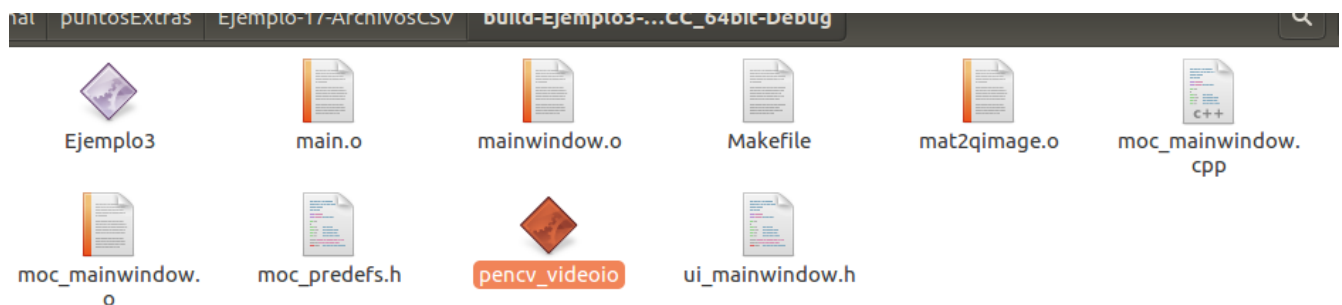 nal puntosExtras Ejemplo-17-ArchivosCSV build-Ejemplo3-...CC_64bit-Debug
Ejemplo3 main.o mainwindow.o Makefile mat2qimage.o moc_mainwindow.
cpp
c++
moc_mainwindow. moc_predefs.h pencv_videoio ui_mainwindow.h
o